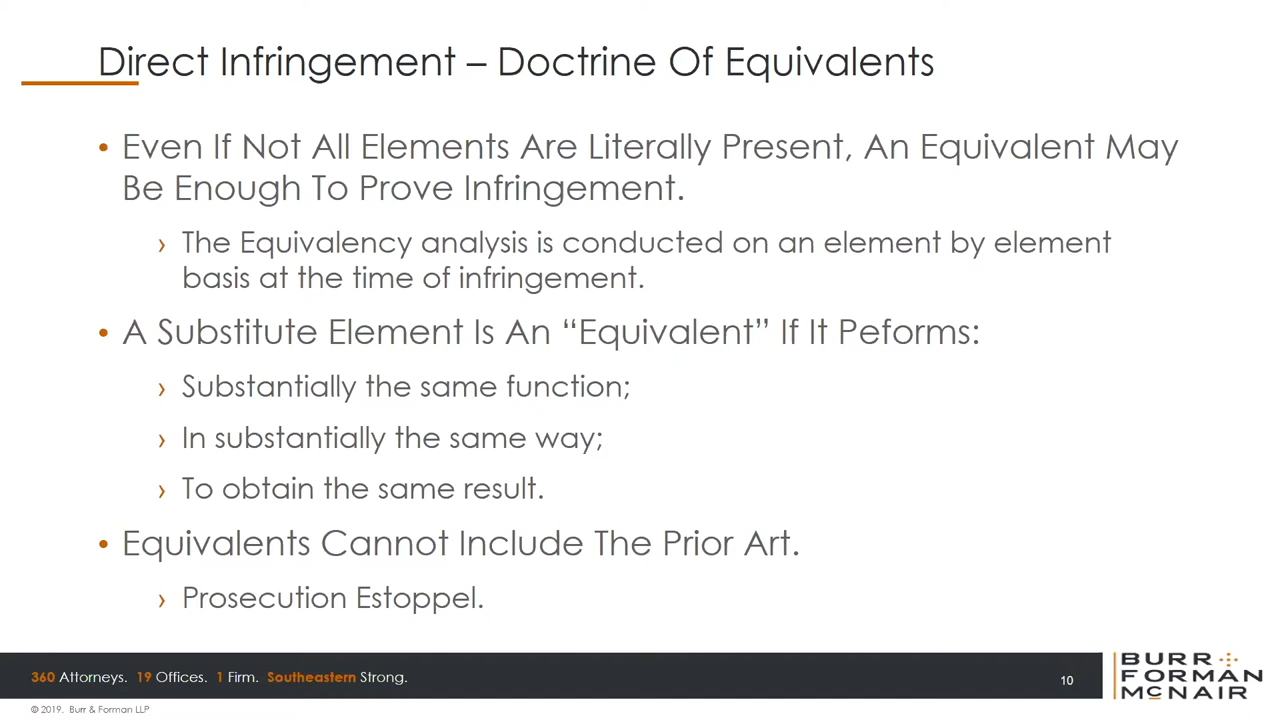 Direct Infringement – Doctrine Of Equivalents
• Even If Not All Elements Are Literally Present, An Equivalent May
Be Enough To Prove Infringement.
› The Equivalency analysis is conducted on an element by element
basis at the time of infringement.
• A Substitute Element Is An “Equivalent” If It Peforms:
› Substantially the same function;
› In substantially the same way;
› To obtain the same result.
• Equivalents Cannot Include The Prior Art.
› Prosecution Estoppel.
360 Attorneys. 19 Offices. 1 Firm. Southeastern Strong.
10
BURR
FORMAN
MCNAIR
© 2019. Burr & Forman LLP